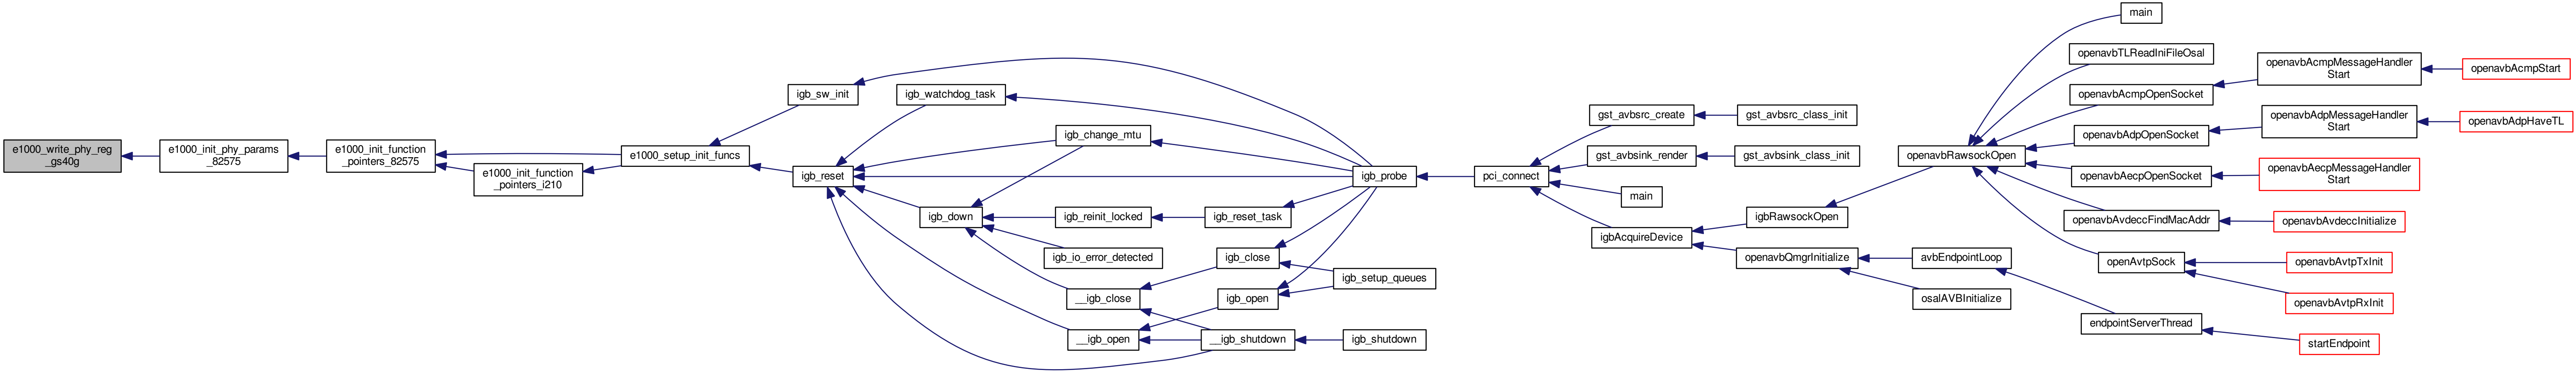 e1000_write_phy_reg
_gs40g
e1000_init_phy_params
_82575
e1000_init_function
_pointers_82575
e1000_init_function
_pointers_i210
e1000_setup_init_funcs
igb_sw_init
igb_reset
igb_watchdog_task
igb_change_mtu
igb_down
igb_reinit_locked
igb_io_error_detected
__igb_close
__igb_open
igb_reset_task
igb_close
igb_open
__igb_shutdown
igb_probe
igb_setup_queues
igb_shutdown
pci_connect
gst_avbsrc_create
gst_avbsink_render
main
igbAcquireDevice
gst_avbsrc_class_init
gst_avbsink_class_init
igbRawsockOpen
openavbQmgrInitialize
openavbRawsockOpen
avbEndpointLoop
osalAVBInitialize
main
openavbTLReadIniFileOsal
openavbAcmpOpenSocket
openavbAdpOpenSocket
openavbAecpOpenSocket
openavbAvdeccFindMacAddr
openAvtpSock
endpointServerThread
openavbAcmpMessageHandler
Start
openavbAdpMessageHandler
Start
openavbAecpMessageHandler
Start
openavbAvdeccInitialize
openavbAvtpTxInit
openavbAvtpRxInit
startEndpoint
openavbAcmpStart
openavbAdpHaveTL